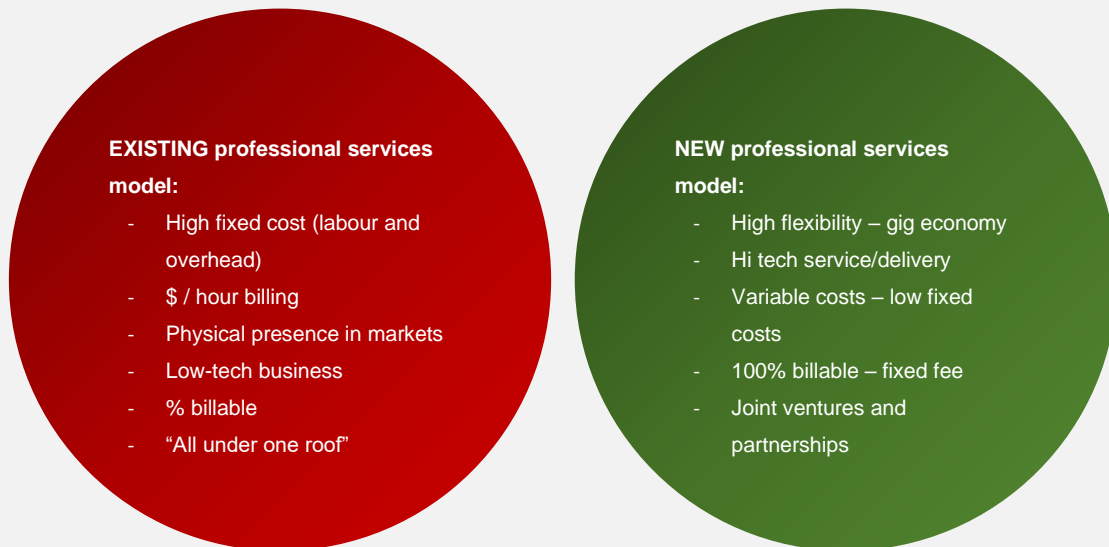 EXISTING professional services
model:
- High fixed cost (labour and
overhead)
- $ / hour billing
- Physical presence in markets
- Low-tech business
- % billable
- “All under one roof”
NEW professional services
model:
- High flexibility – gig economy
- Hi tech service/delivery
- Variable costs – low fixed
costs
- 100% billable – fixed fee
- Joint ventures and
partnerships